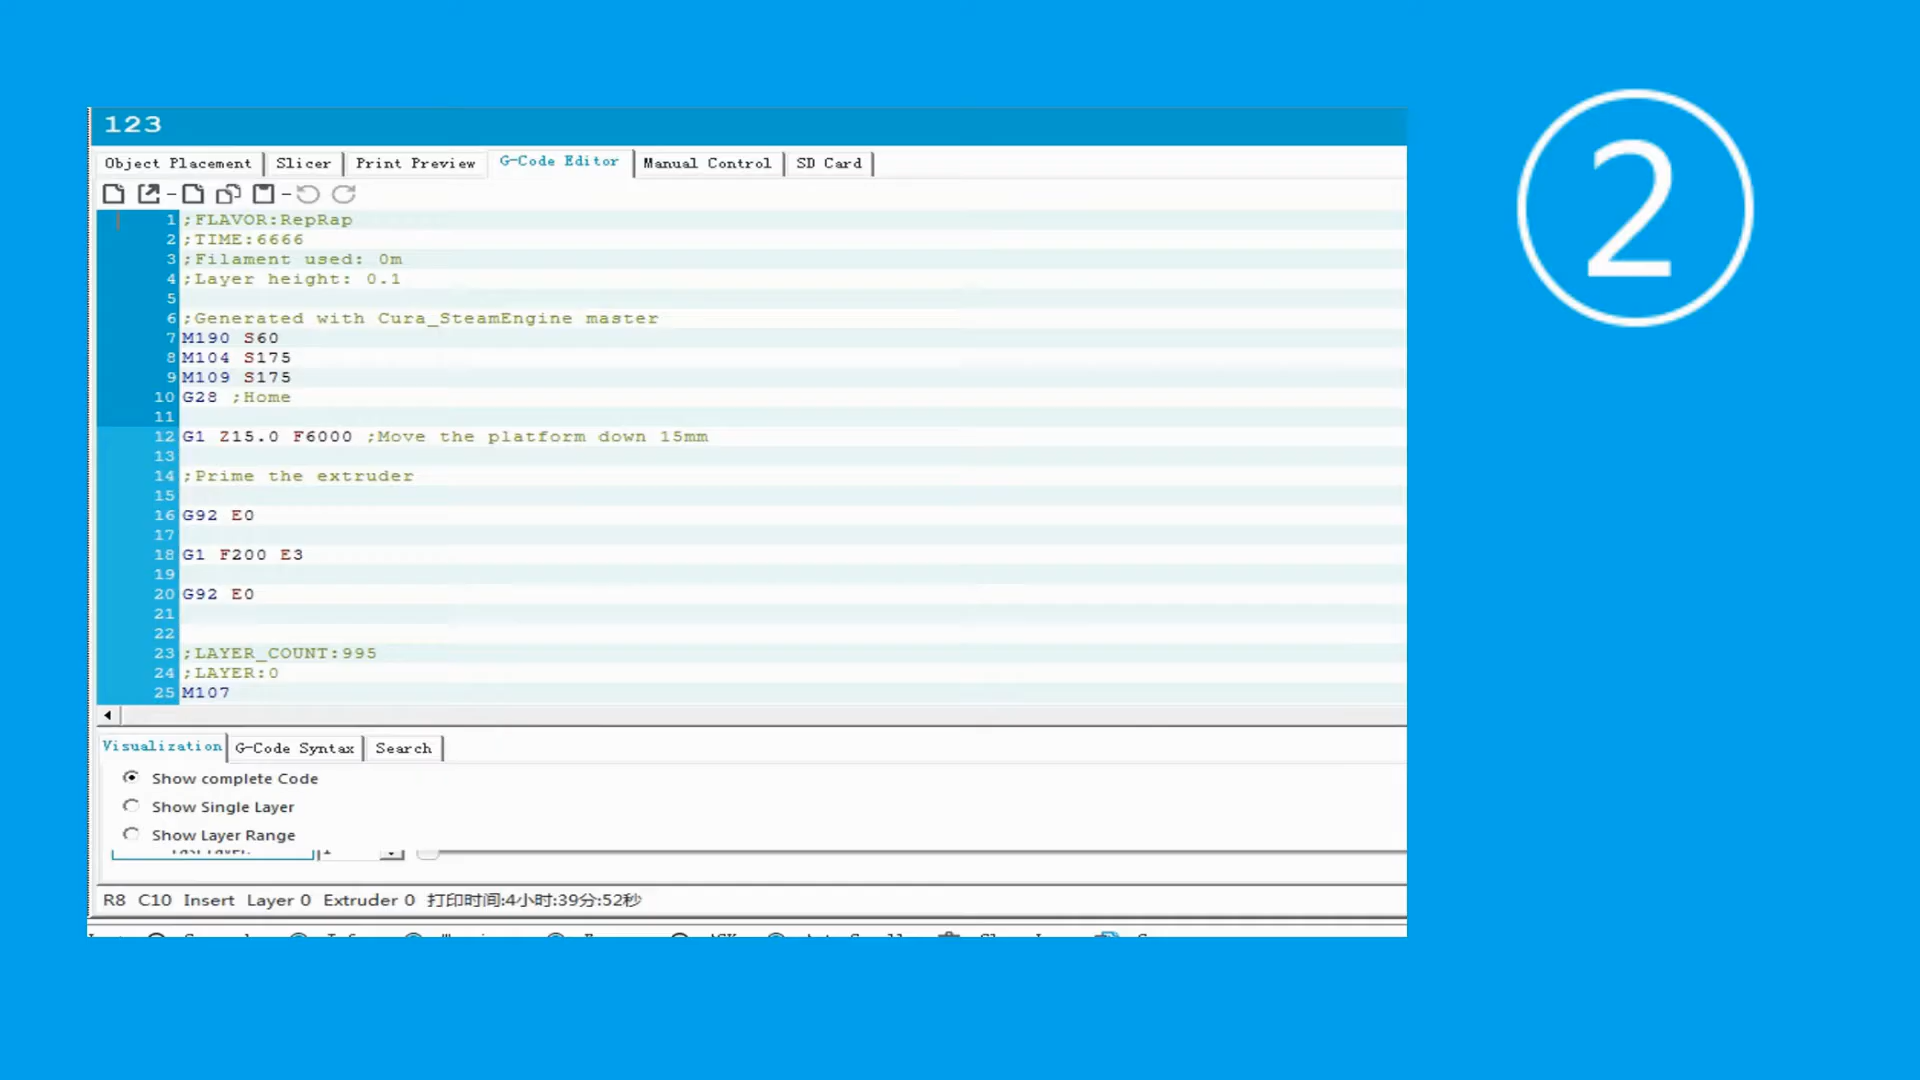 123
Object Placement Slicer Print Preview G-Code Editor Manual Control SD Card
1 ;FLAVOR:RepRap
2 ;TIME:6666
3 ;Filament used: 0m
4 ;Layer height: 0.1
5
6 ;Generated with Cura_SteamEngine master
7 M190 S60
8 M104 S175
9 M109 S175
10 G28 ;Home
11
12 G1 Z15.0 F6000 ;Move the platform down 15mm
13
14 ;Prime the extruder
15
16 G92 E0
17
18 G1 F200 E3
19
20 G92 E0
21
22
23 ;LAYER_COUNT:995
24 ;LAYER:0
25 M107
Visualization G-Code Syntax Search
Show complete Code
Show Single Layer
Show Layer Range
R8 C10 Insert Layer 0 Extruder 0 打印时间:4小时:39分:52秒
2